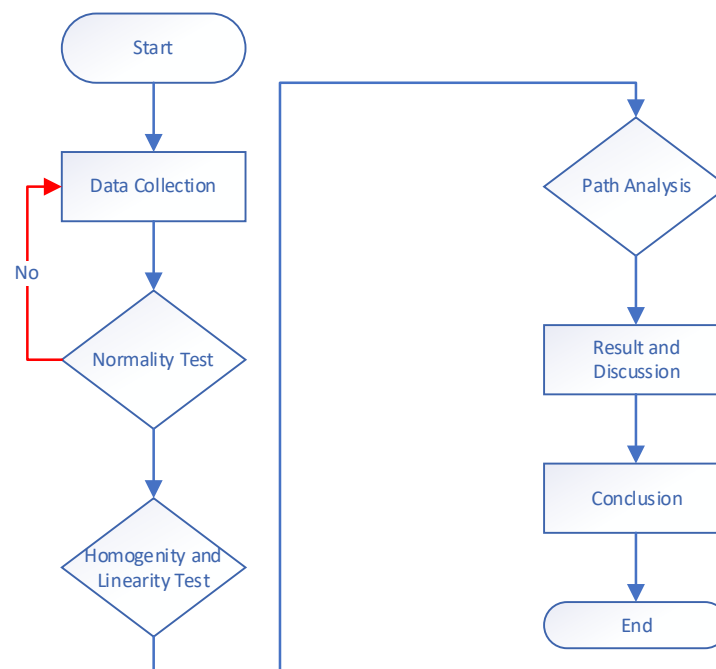 Start
Data Collection
No
Normality Test
Homogenity and
Linearity Test
Path Analysis
Result and
Discussion
Conclusion
End